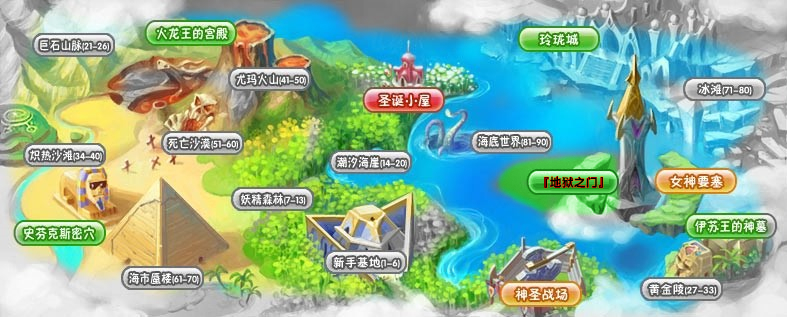 火龙王的宫殿
玲珑城
巨石山脉(21-26)
尤玛火山(41-50)
冰滩(71-80)
圣诞小屋
死亡沙漠(51-60)
海底世界(81-90)
炽热沙滩(34-40)
潮汐海崖(14-20)
『地狱之门』
女神要塞
妖精森林(7-13)
史芬克斯密穴
伊苏王的神墓
新手基地(1-6)
海市蜃楼(61-70)
神圣战场
黄金陵(27-33)